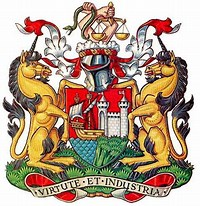 · VIRTUTE · ET · INDUSTRIA ·